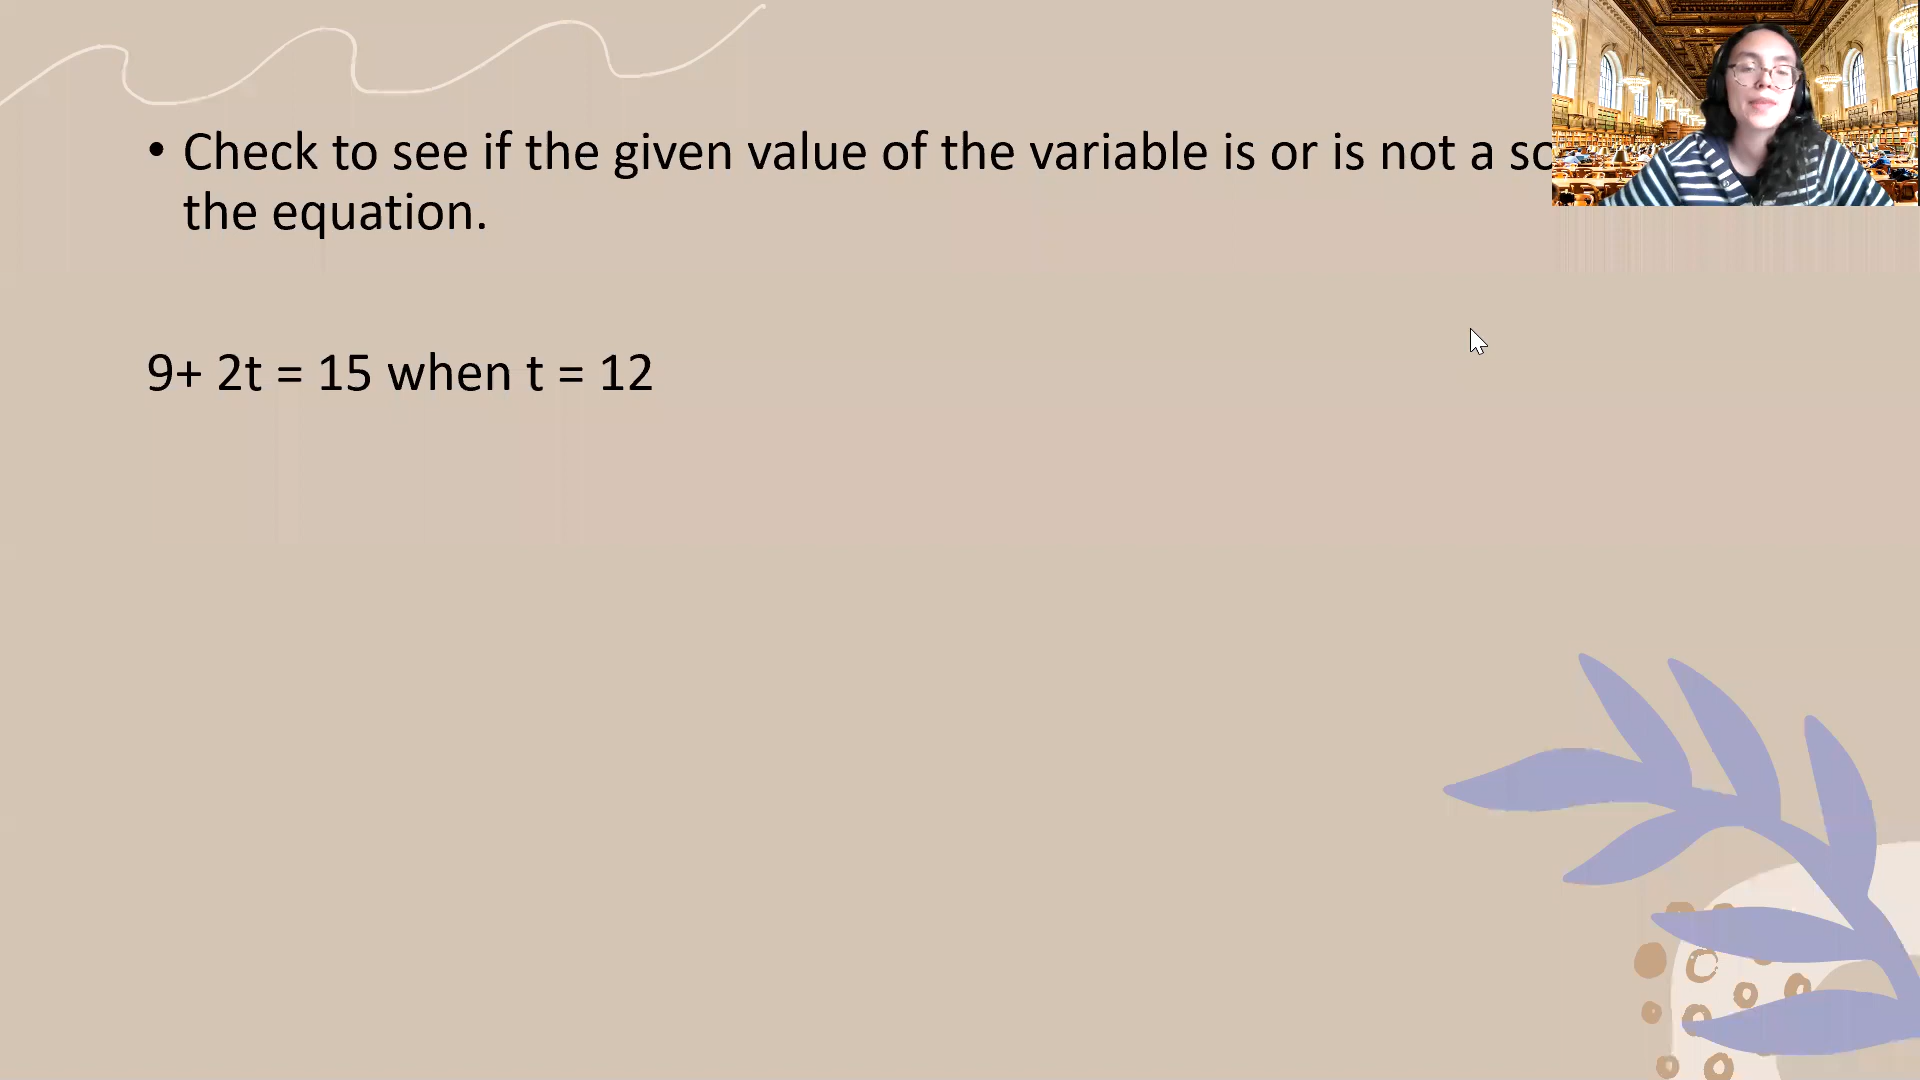 • Check to see if the given value of the variable is or is not a
the equation.
9+ 2t = 15 when t = 12